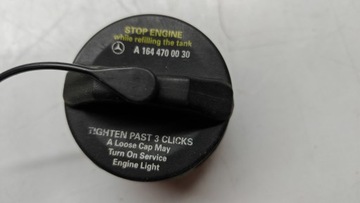 STOP ENGINE
while refilling the tank
A 164 470 00 30
TIGHTEN PAST 3 CLICKS
A Loose Cap May
Turn On Service
Engine Light